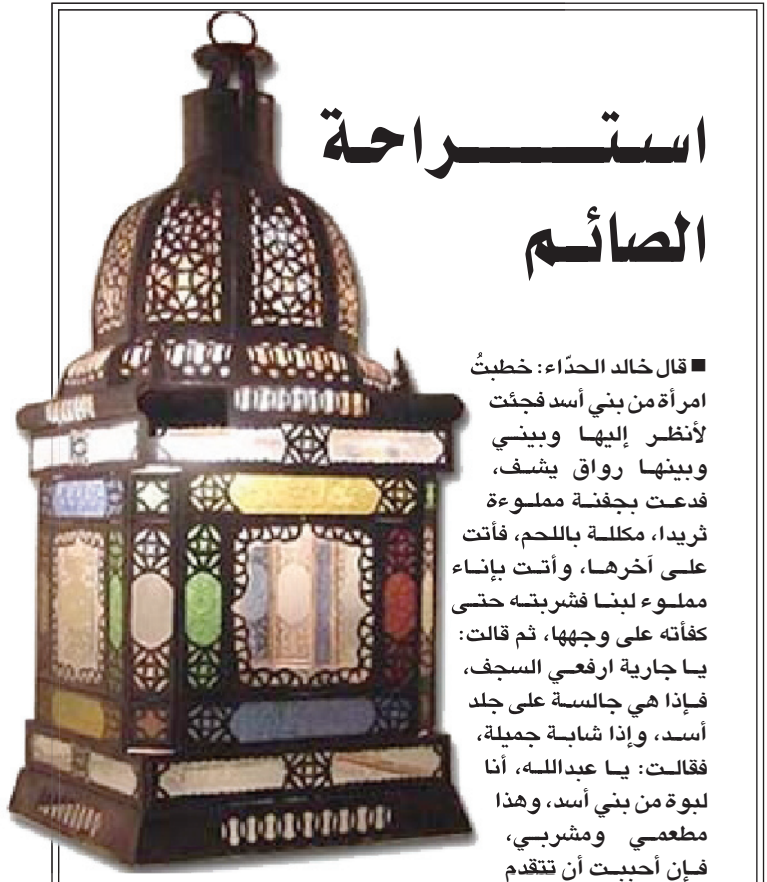 استراحة
الصائم
■ قال خالد الحدّاء: خطبتُ
امرأة من بني أسد فجئت
لأنظر إليها وبيني
وبينها رواق يشف،
فدعت بجفنة مملوءة
ثريدا، مكللة باللحم، فأتت
على آخرها، وأتت بإناء
مملوء لبنا فشربته حتى
كفأته على وجهها، ثم قالت:
يا جارية ارفعي السجف،
فإذا هي جالسة على جلد
أسد، وإذا شابة جميلة،
فقالت: يا عبدالله، أنا
لبوة من بني أسد، وهذا
مطعمي ومشربي،
فإن أحببت أن تتقدم